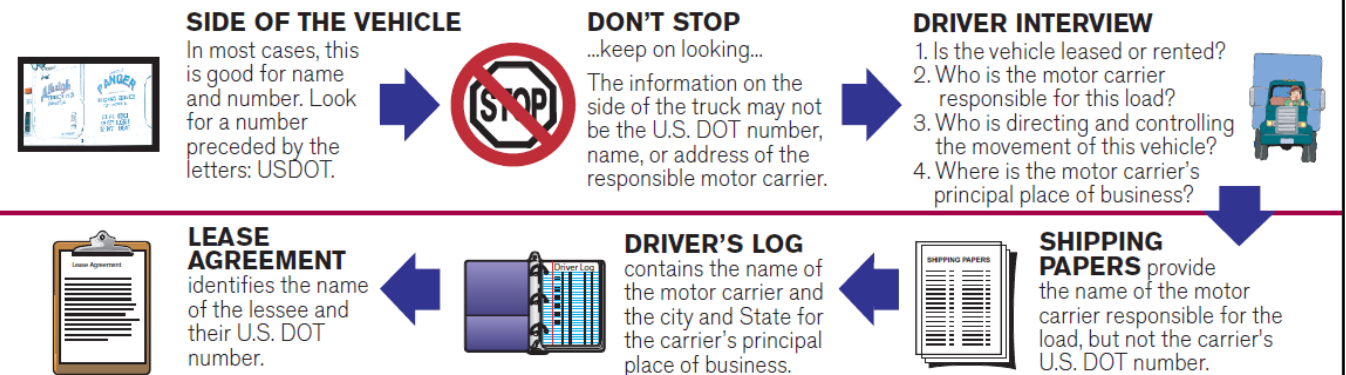 SIDE OF THE VEHICLE
In most cases, this
is good for name
and number. Look
for a number
preceded by the
letters: USDOT.
STOP
DON'T STOP
...keep on looking...
The information on the
side of the truck may not
be the U.S. DOT number,
name, or address of the
responsible motor carrier.
DRIVER INTERVIEW
1. Is the vehicle leased or rented?
2. Who is the motor carrier
responsible for this load?
3. Who is directing and controlling
the movement of this vehicle?
4. Where is the motor carrier's
principal place of business?
Lease Agreement
LEASE
AGREEMENT
identifies the name
of the lessee and
their U.S. DOT
number.
Driver Log
DRIVER'S LOG
contains the name of
the motor carrier and
the city and State for
the carrier's principal
place of business.
SHIPPING PAPERS
SHIPPING
PAPERS provide
the name of the motor
carrier responsible for the
load, but not the carrier's
U.S. DOT number.